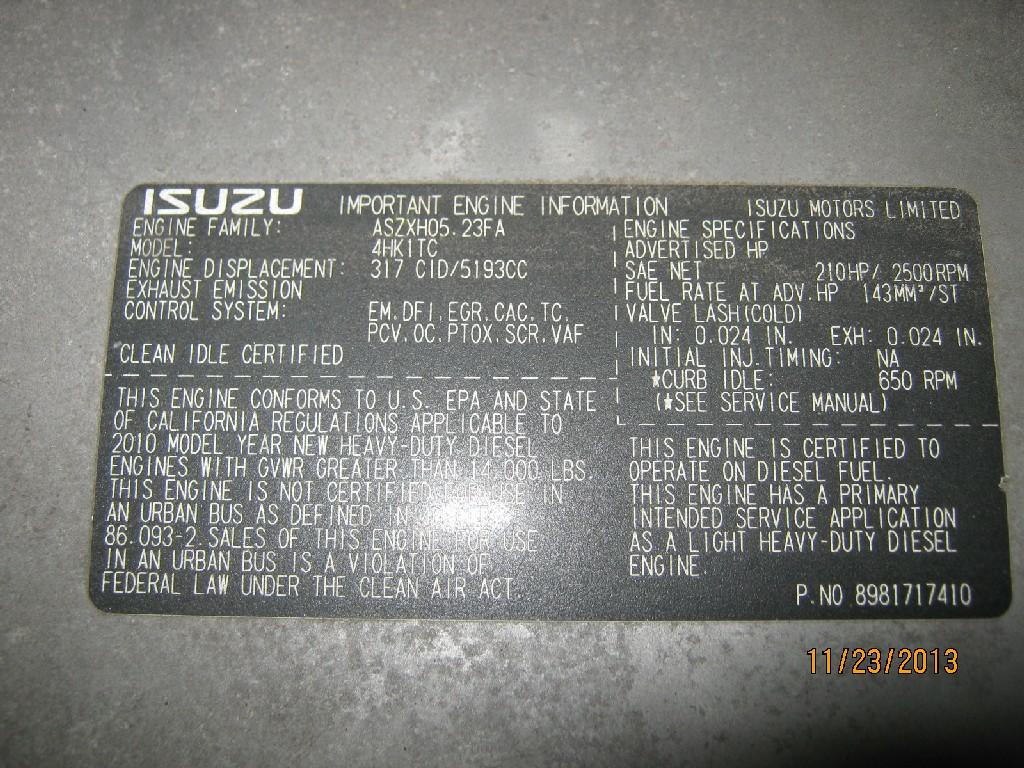 ISUZU IMPORTANT ENGINE INFORMATION ISUZU MOTORS LIMITED
ENGINE FAMILY: ASZXH05.23FA
MODEL: 4HK1TC
ENGINE DISPLACEMENT: 317 CID/5193CC
EXHAUST EMISSION
CONTROL SYSTEM: EM.DFI.EGR.CAC.TC.
PCV.OC.PTOX.SCR.VAF
CLEAN IDLE CERTIFIED
ENGINE SPECIFICATIONS
ADVERTISED HP
SAE NET 210HP/ 2500RPM
FUEL RATE AT ADV.HP 143MM³/ST
VALVE LASH(COLD)
IN: 0.024 IN. EXH: 0.024 IN.
INITIAL INJ.TIMING: NA
★CURB IDLE: 650 RPM
(★SEE SERVICE MANUAL)
THIS ENGINE CONFORMS TO U.S. EPA AND STATE
OF CALIFORNIA REGULATIONS APPLICABLE TO
2010 MODEL YEAR NEW HEAVY-DUTY DIESEL
ENGINES WITH GVWR GREATER THAN 14,000 LBS.
THIS ENGINE IS NOT CERTIFIED FOR USE IN
AN URBAN BUS AS DEFINED IN
86.093-2.SALES OF THIS ENGINE FOR USE
IN AN URBAN BUS IS A VIOLATION OF
FEDERAL LAW UNDER THE CLEAN AIR ACT.
THIS ENGINE IS CERTIFIED TO
OPERATE ON DIESEL FUEL.
THIS ENGINE HAS A PRIMARY
INTENDED SERVICE APPLICATION
AS A LIGHT HEAVY-DUTY DIESEL
ENGINE.
P.NO 8981717410
11/23/2013